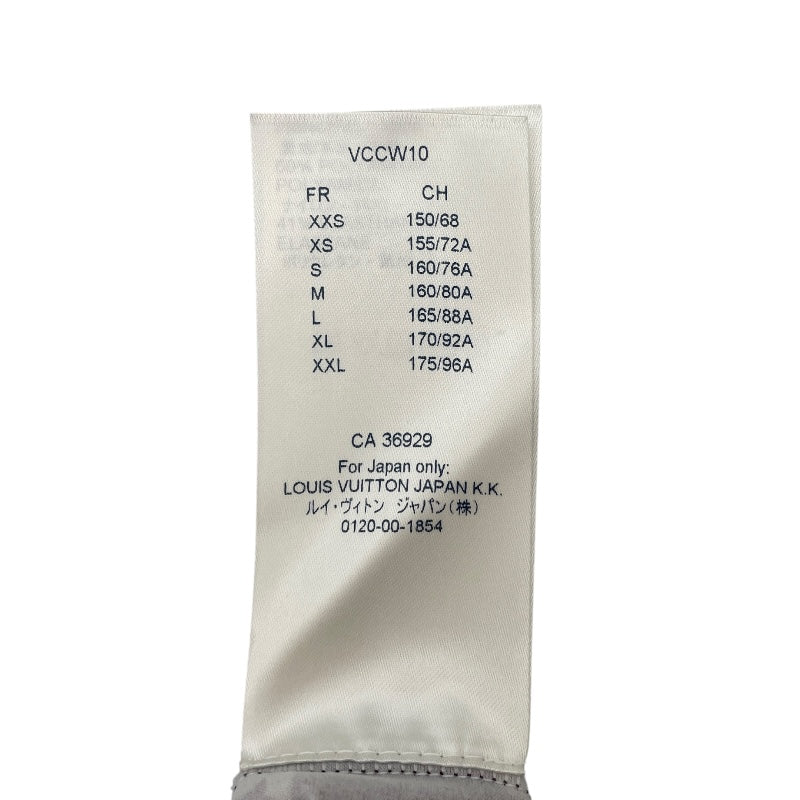 VCCW10
FR CH
XXS 150/68
XS 155/72A
S 160/76A
M 160/80A
L 165/88A
XL 170/92A
XXL 175/96A
CA 36929
For Japan only:
LOUIS VUITTON JAPAN K.K.
ルイ・ヴィトン ジャパン(株)
0120-00-1854